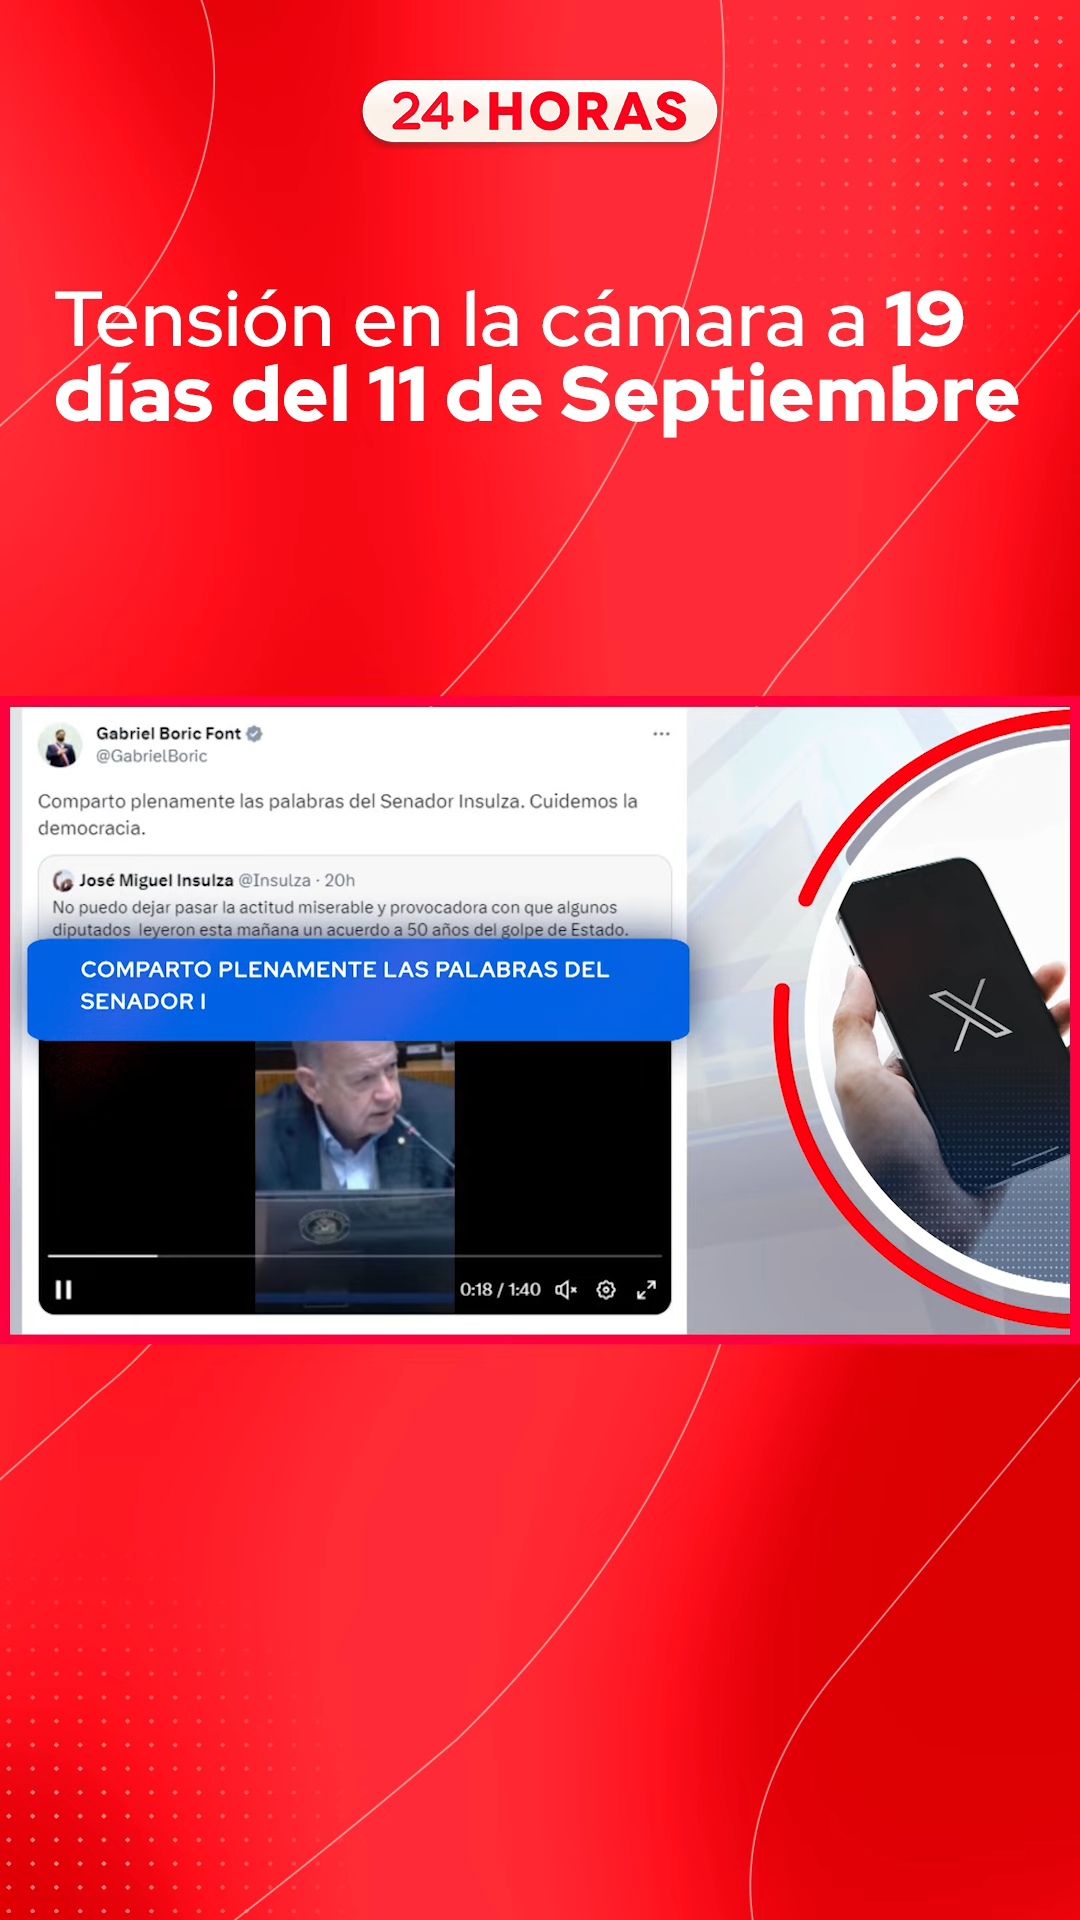 24 HORAS
Tensión en la cámara a 19
días del 11 de Septiembre
Gabriel Boric Font
@GabrielBoric
Comparto plenamente las palabras del Senador Insulza. Cuidemos la
democracia.
José Miguel Insulza @Insulza · 20h
No puedo dejar pasar la actitud miserable y provocadora con que algunos
diputados leyeron esta mañana un acuerdo a 50 años del golpe de Estado.
COMPARTO PLENAMENTE LAS PALABRAS DEL
SENADOR I
0:18 / 1:40